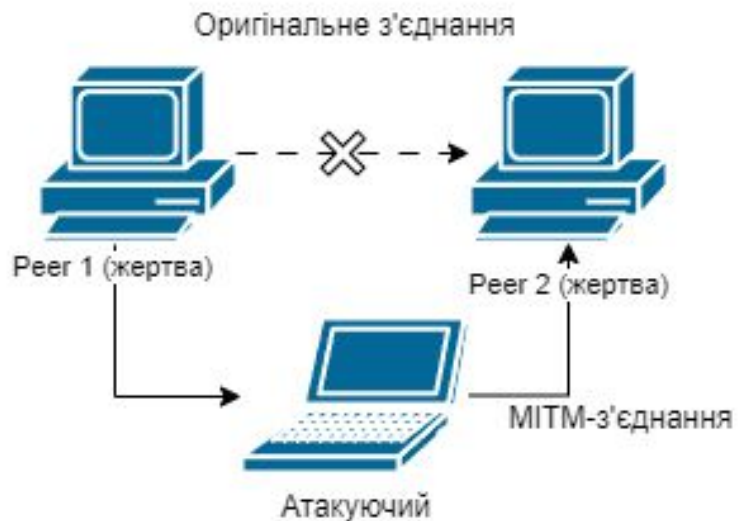 Оригінальне з'єднання
Peer 1 (жертва)
Peer 2 (жертва)
MITM-з'єднання
Атакуючий